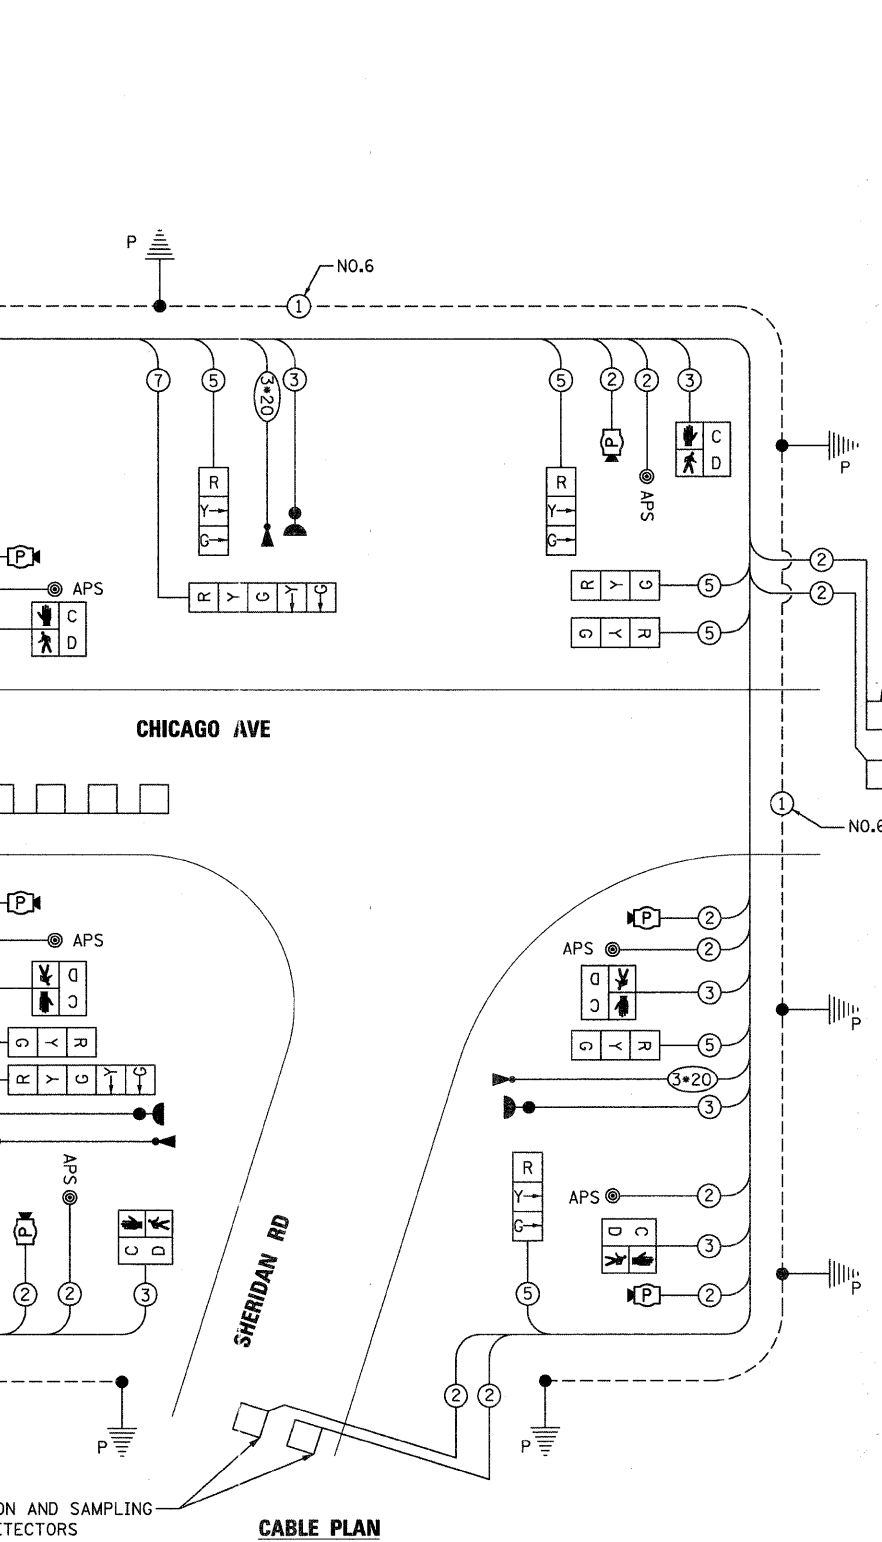 P
NO.6
1
7
5
3*20
3
5
2
2
3
P
C
D
R
Y
G
R
Y
G
P
APS
P
2
P
APS
C
D
R
Y
G
Y
G
R
Y
G
5
2
G
Y
R
5
CHICAGO AVE
1
NO.6
P
P
2
APS
APS
2
D
C
D
C
3
G
Y
R
G
Y
R
5
P
R
Y
G
Y
G
3*20
3
APS
R
Y
G
APS
2
P
C
D
D
C
3
P
2
P
2
2
3
5
SHERIDAN RD
2
2
P
P
ON AND SAMPLING
ETECTORS
CABLE PLAN